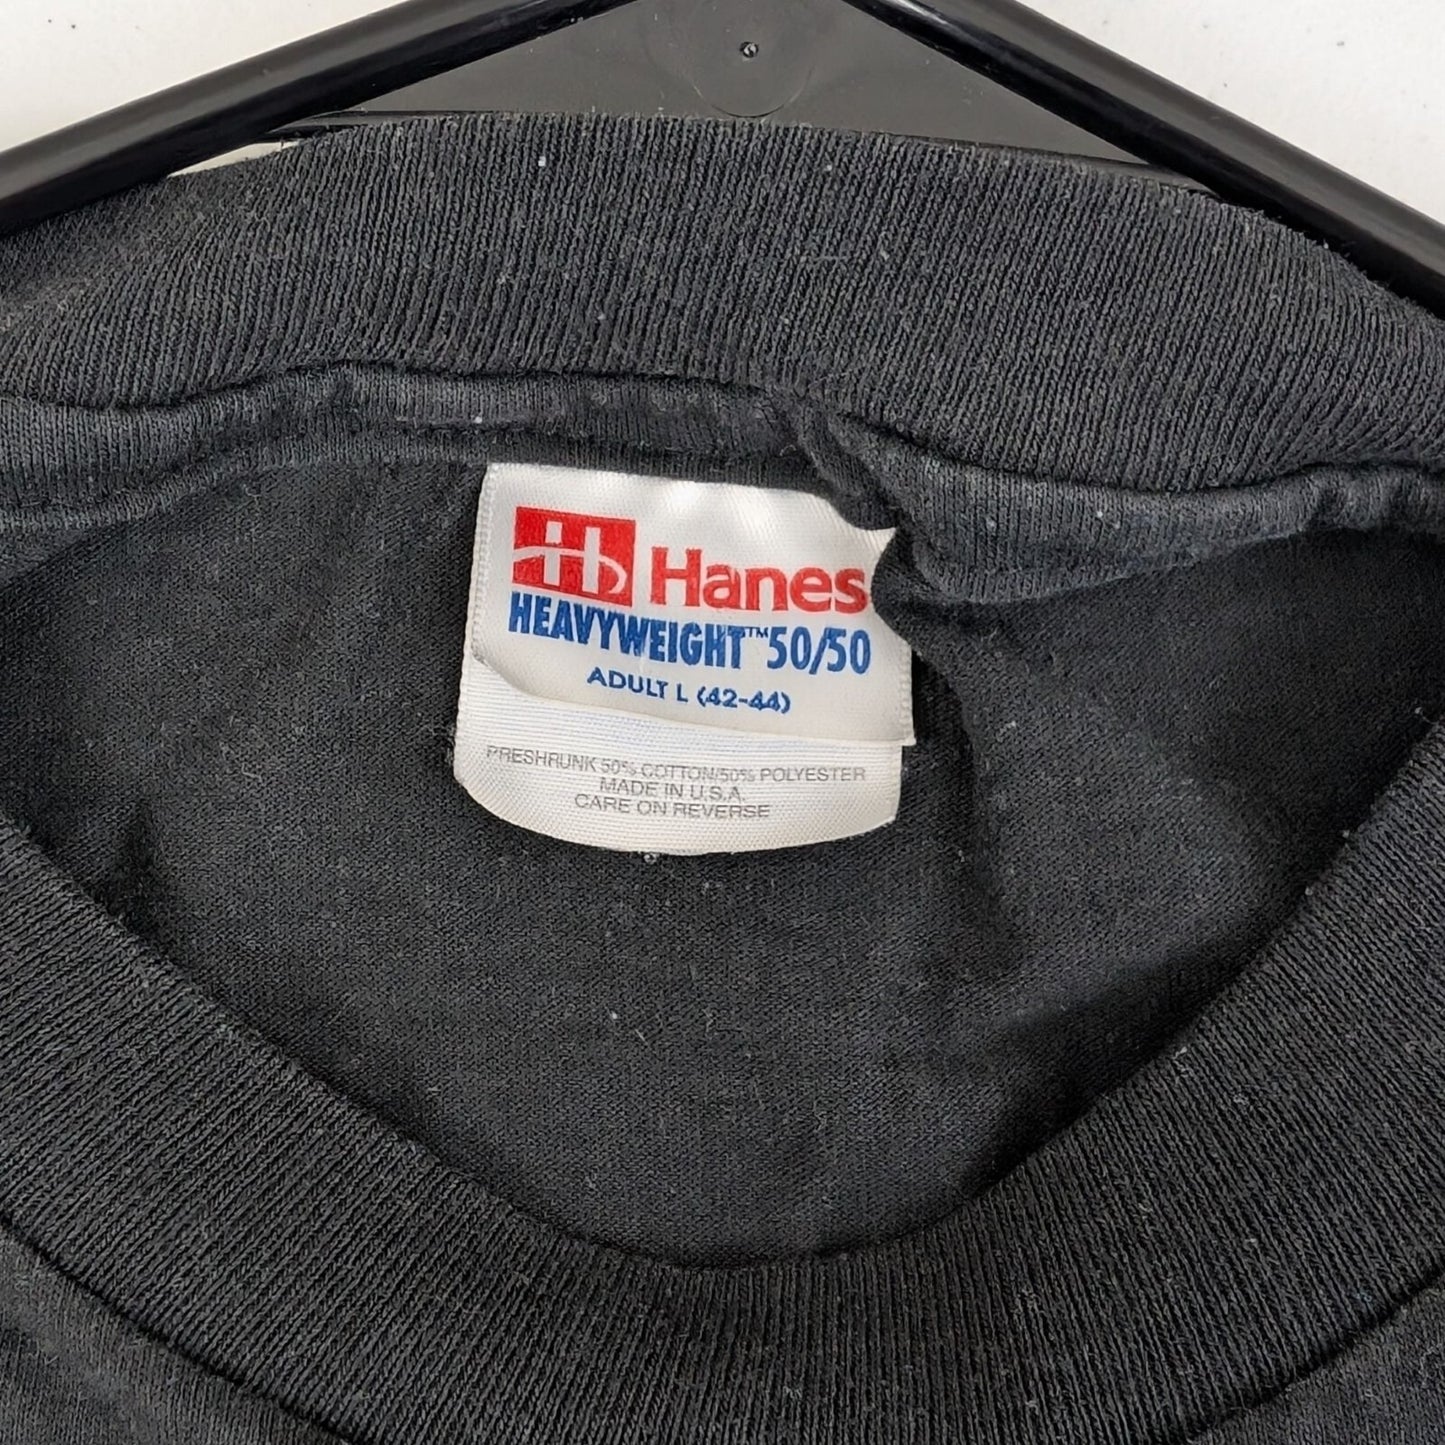 Hanes
HEAVYWEIGHT™ 50/50
ADULT L (42-44)
PRESHRUNK 50% COTTON/50% POLYESTER
MADE IN U.S.A.
CARE ON REVERSE